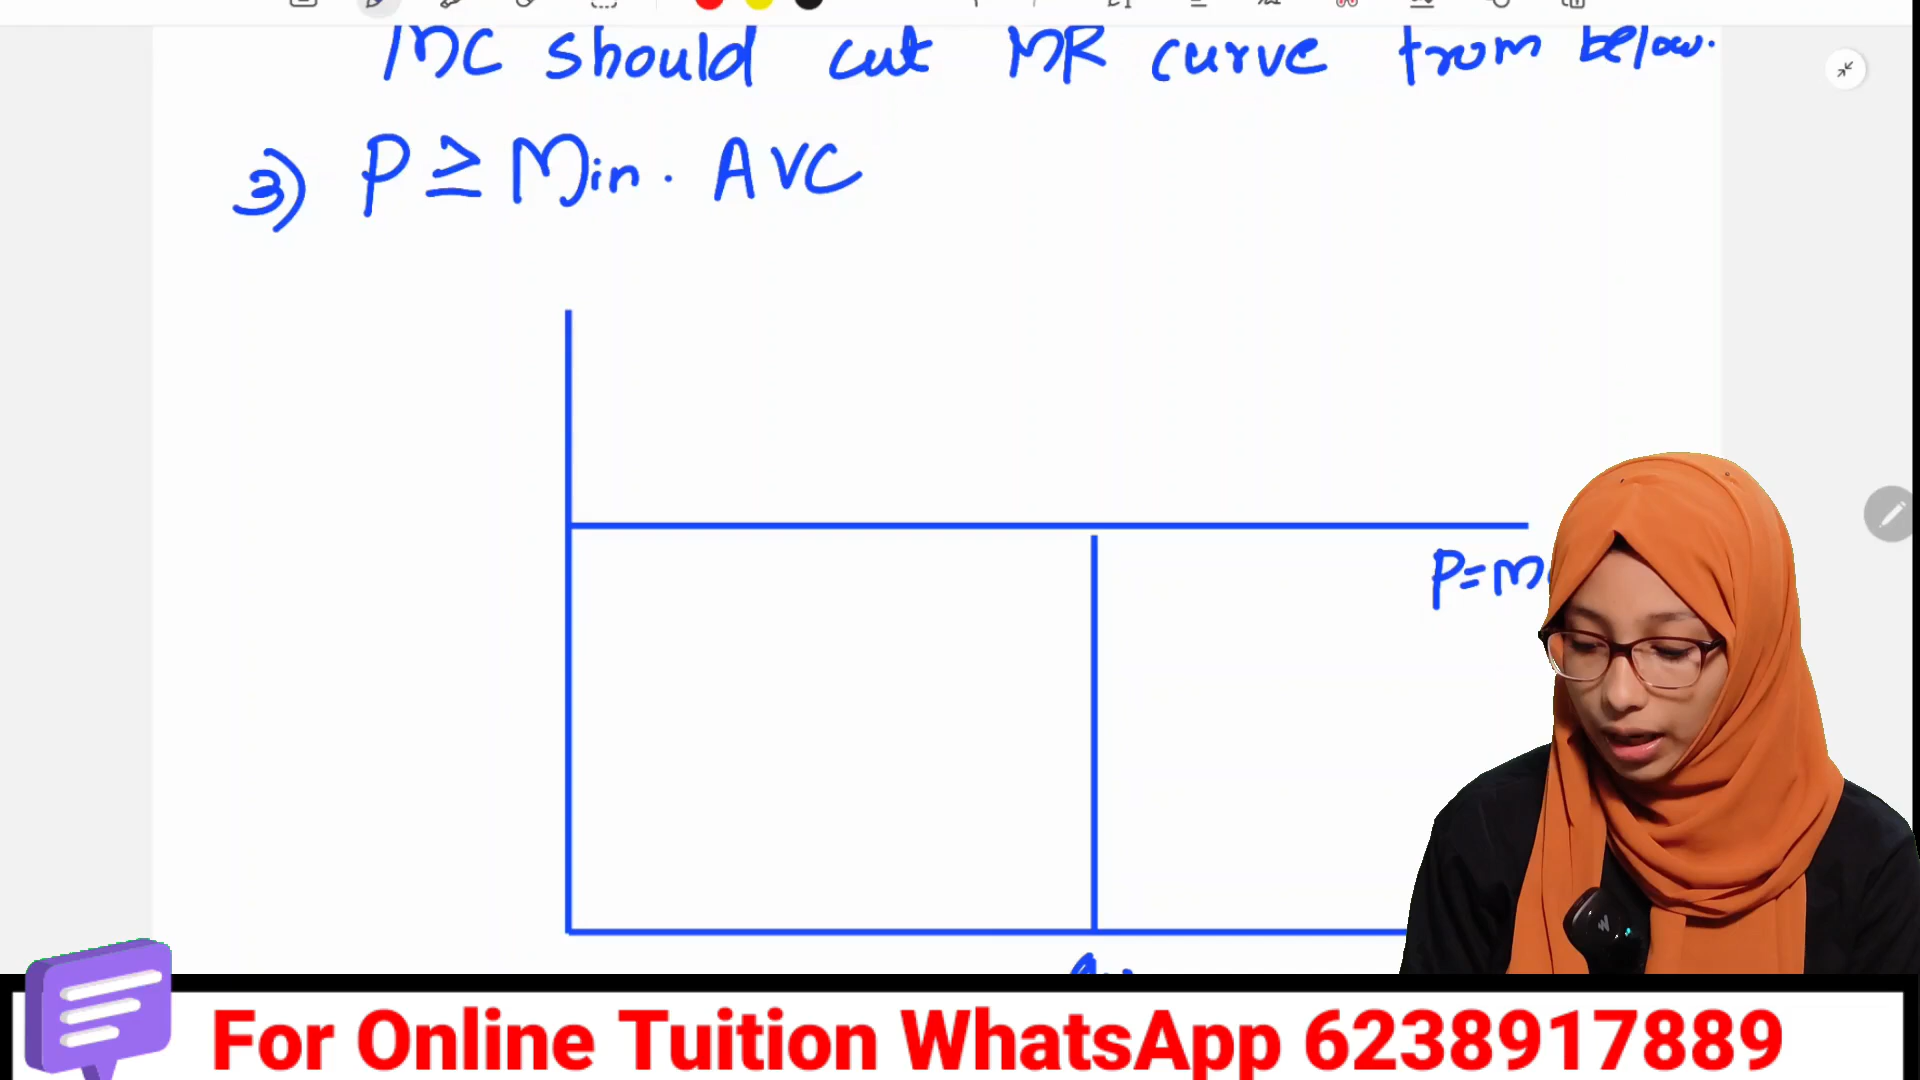 MC should cut MR curve from below.
3) P ≥ Min. AVC
P=M
For Online Tuition WhatsApp 6238917889